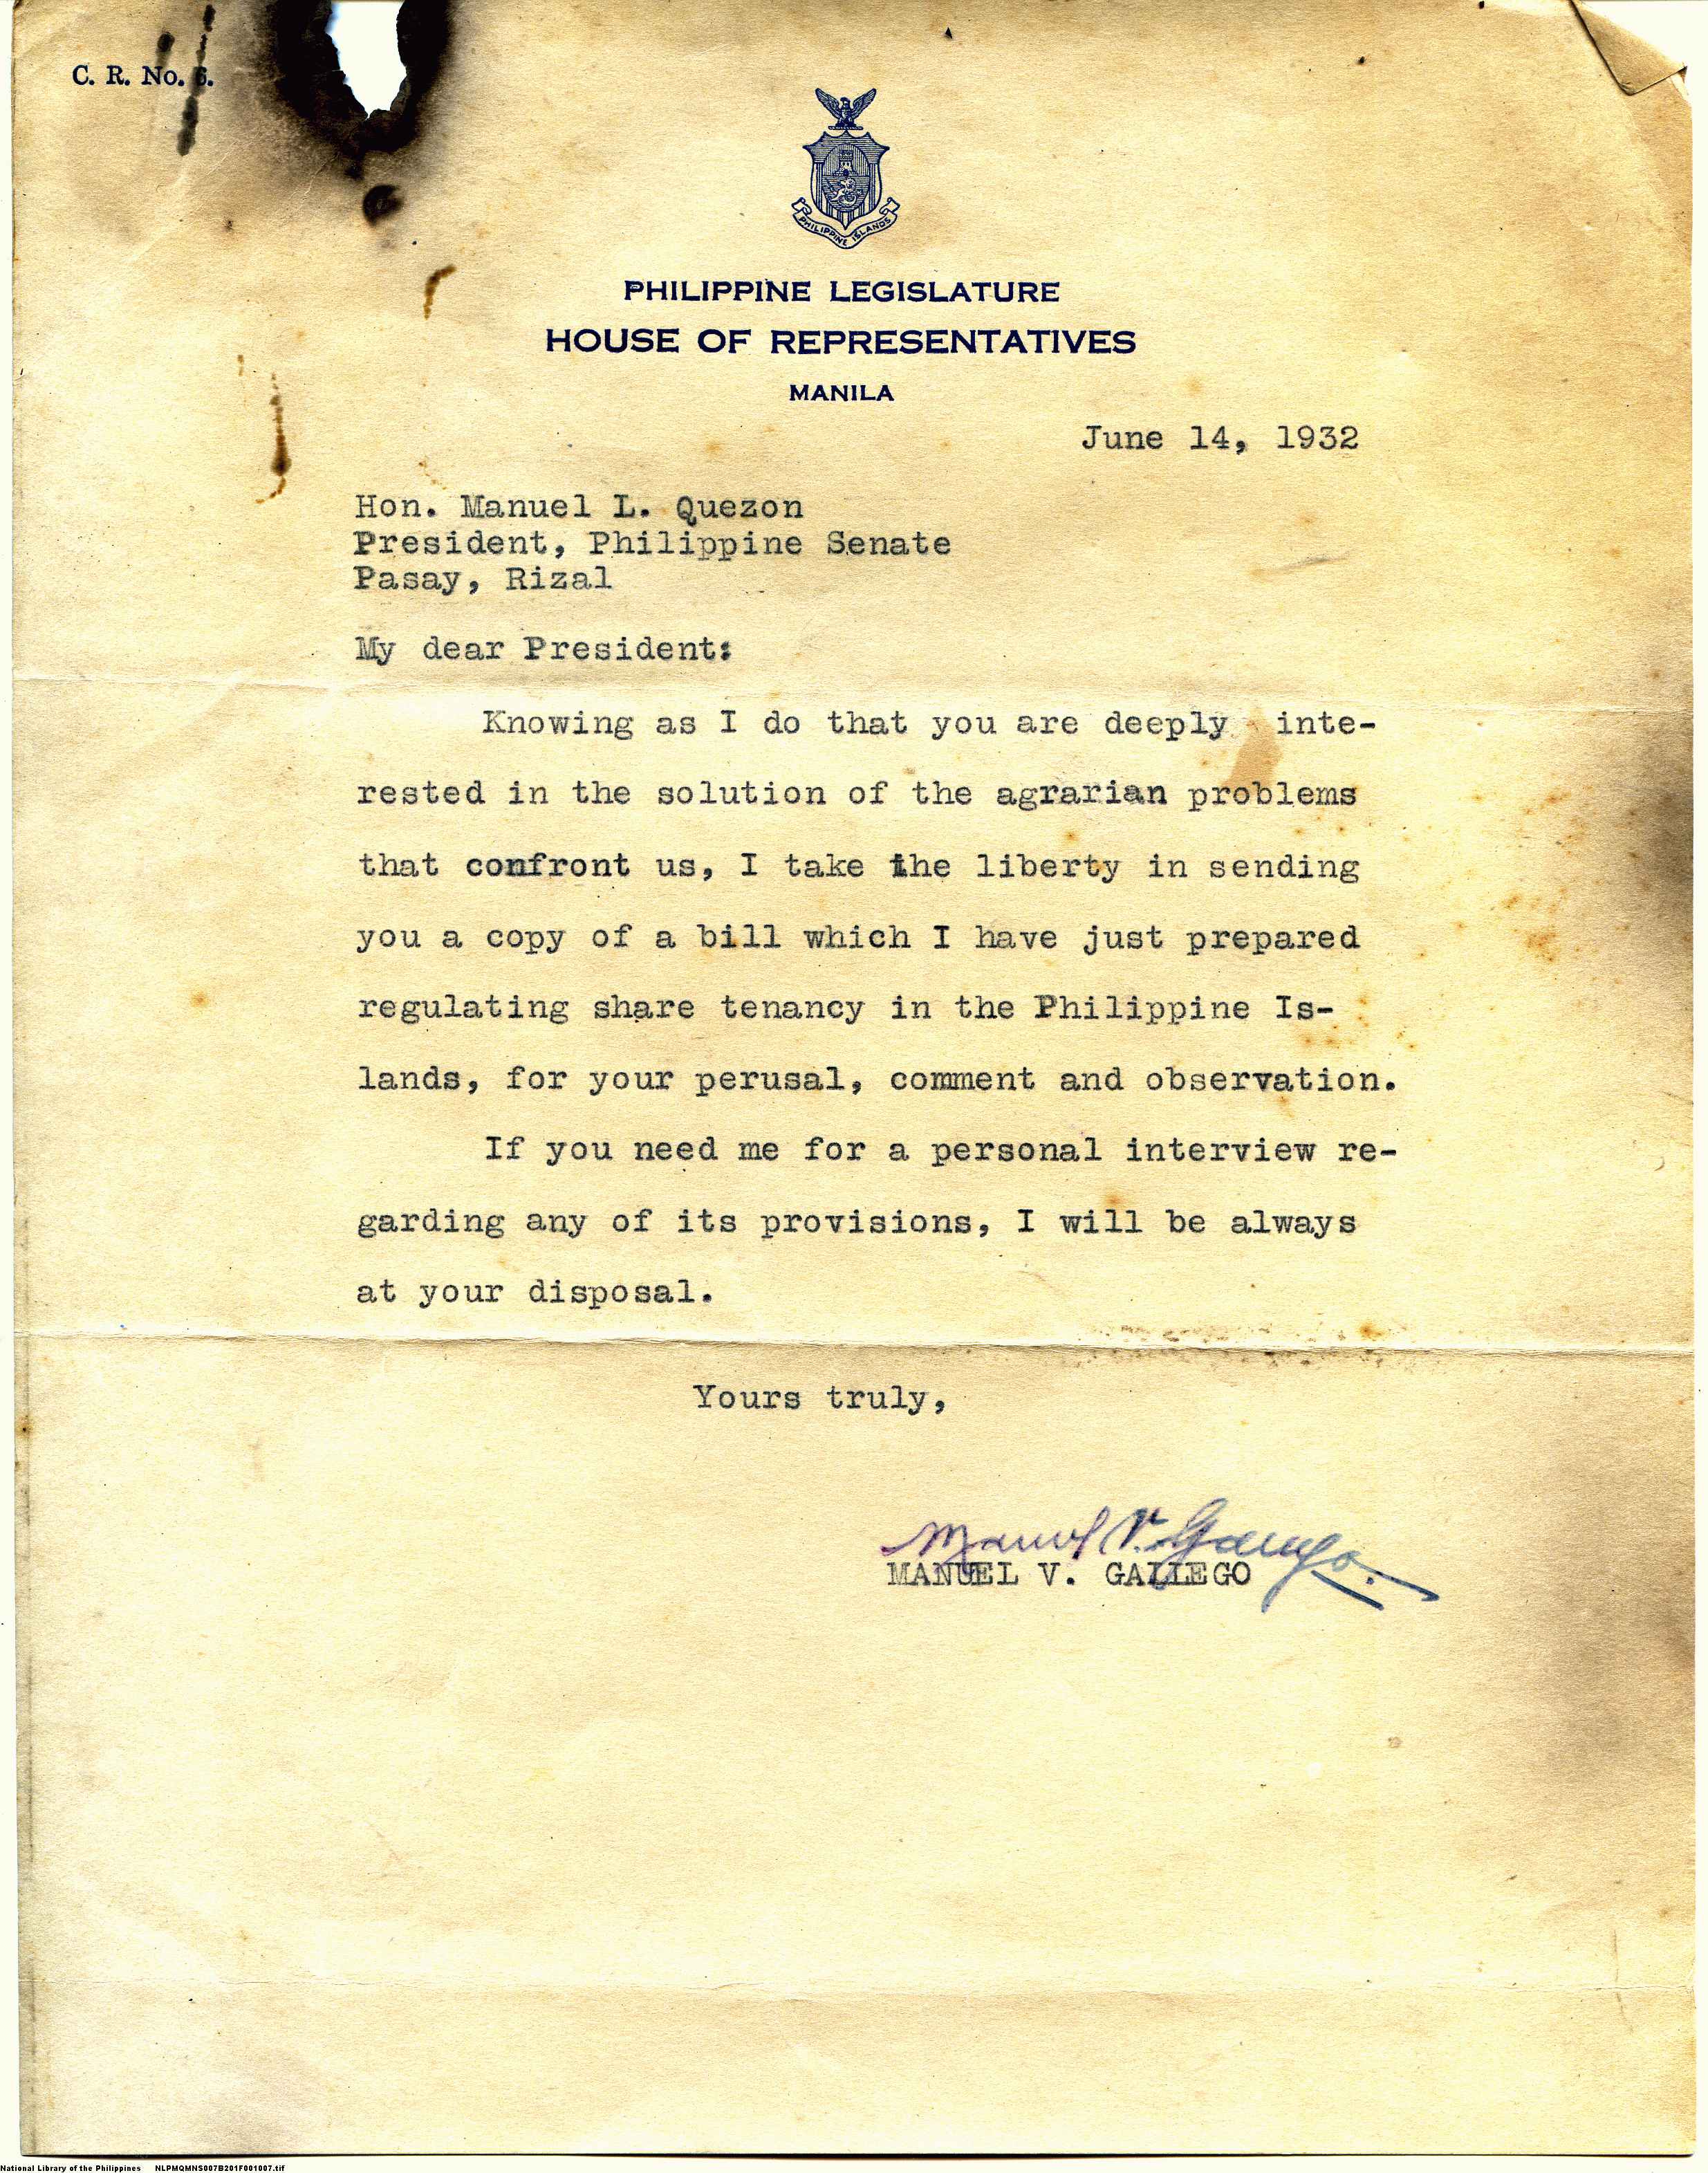 C. R. No. 6.
PHILIPPINE ISLANDS
PHILIPPINE LEGISLATURE
HOUSE OF REPRESENTATIVES
MANILA
June 14, 1932
Hon. Manuel L. Quezon
President, Philippine Senate
Pasay, Rizal
My dear President:
Knowing as I do that you are deeply inte-
rested in the solution of the agrarian problems
that confront us, I take the liberty in sending
you a copy of a bill which I have just prepared
regulating share tenancy in the Philippine Is-
lands, for your perusal, comment and observation.
If you need me for a personal interview re-
garding any of its provisions, I will be always
at your disposal.
Yours truly,
Manuel V. Gallego
MANUEL V. GALLEGO
National Library of the Philippines NLPMQMNS007B201F001007.tif